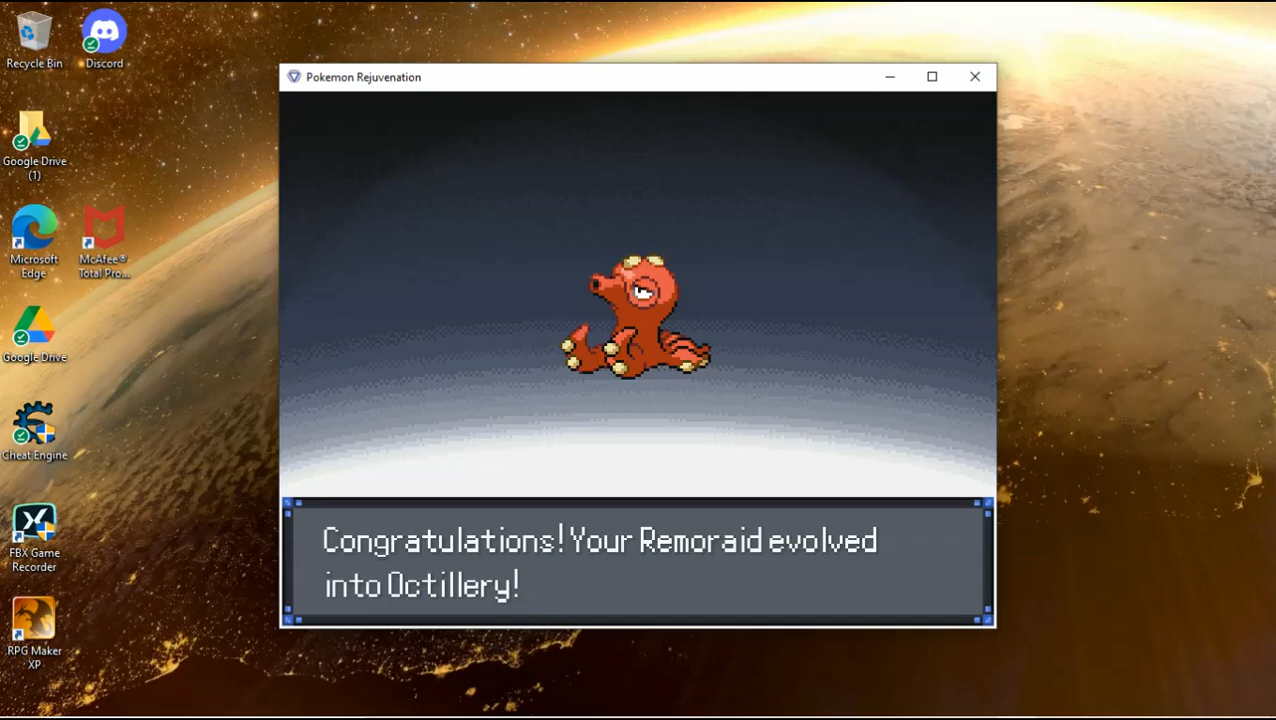 Recycle Bin
Discord
Google Drive
(1)
Microsoft
Edge
McAfee®
Total Pro...
Google Drive
Cheat Engine
FBX Game
Recorder
RPG Maker
XP
Pokemon Rejuvenation
Congratulations! Your Remoraid evolved
into Octillery!